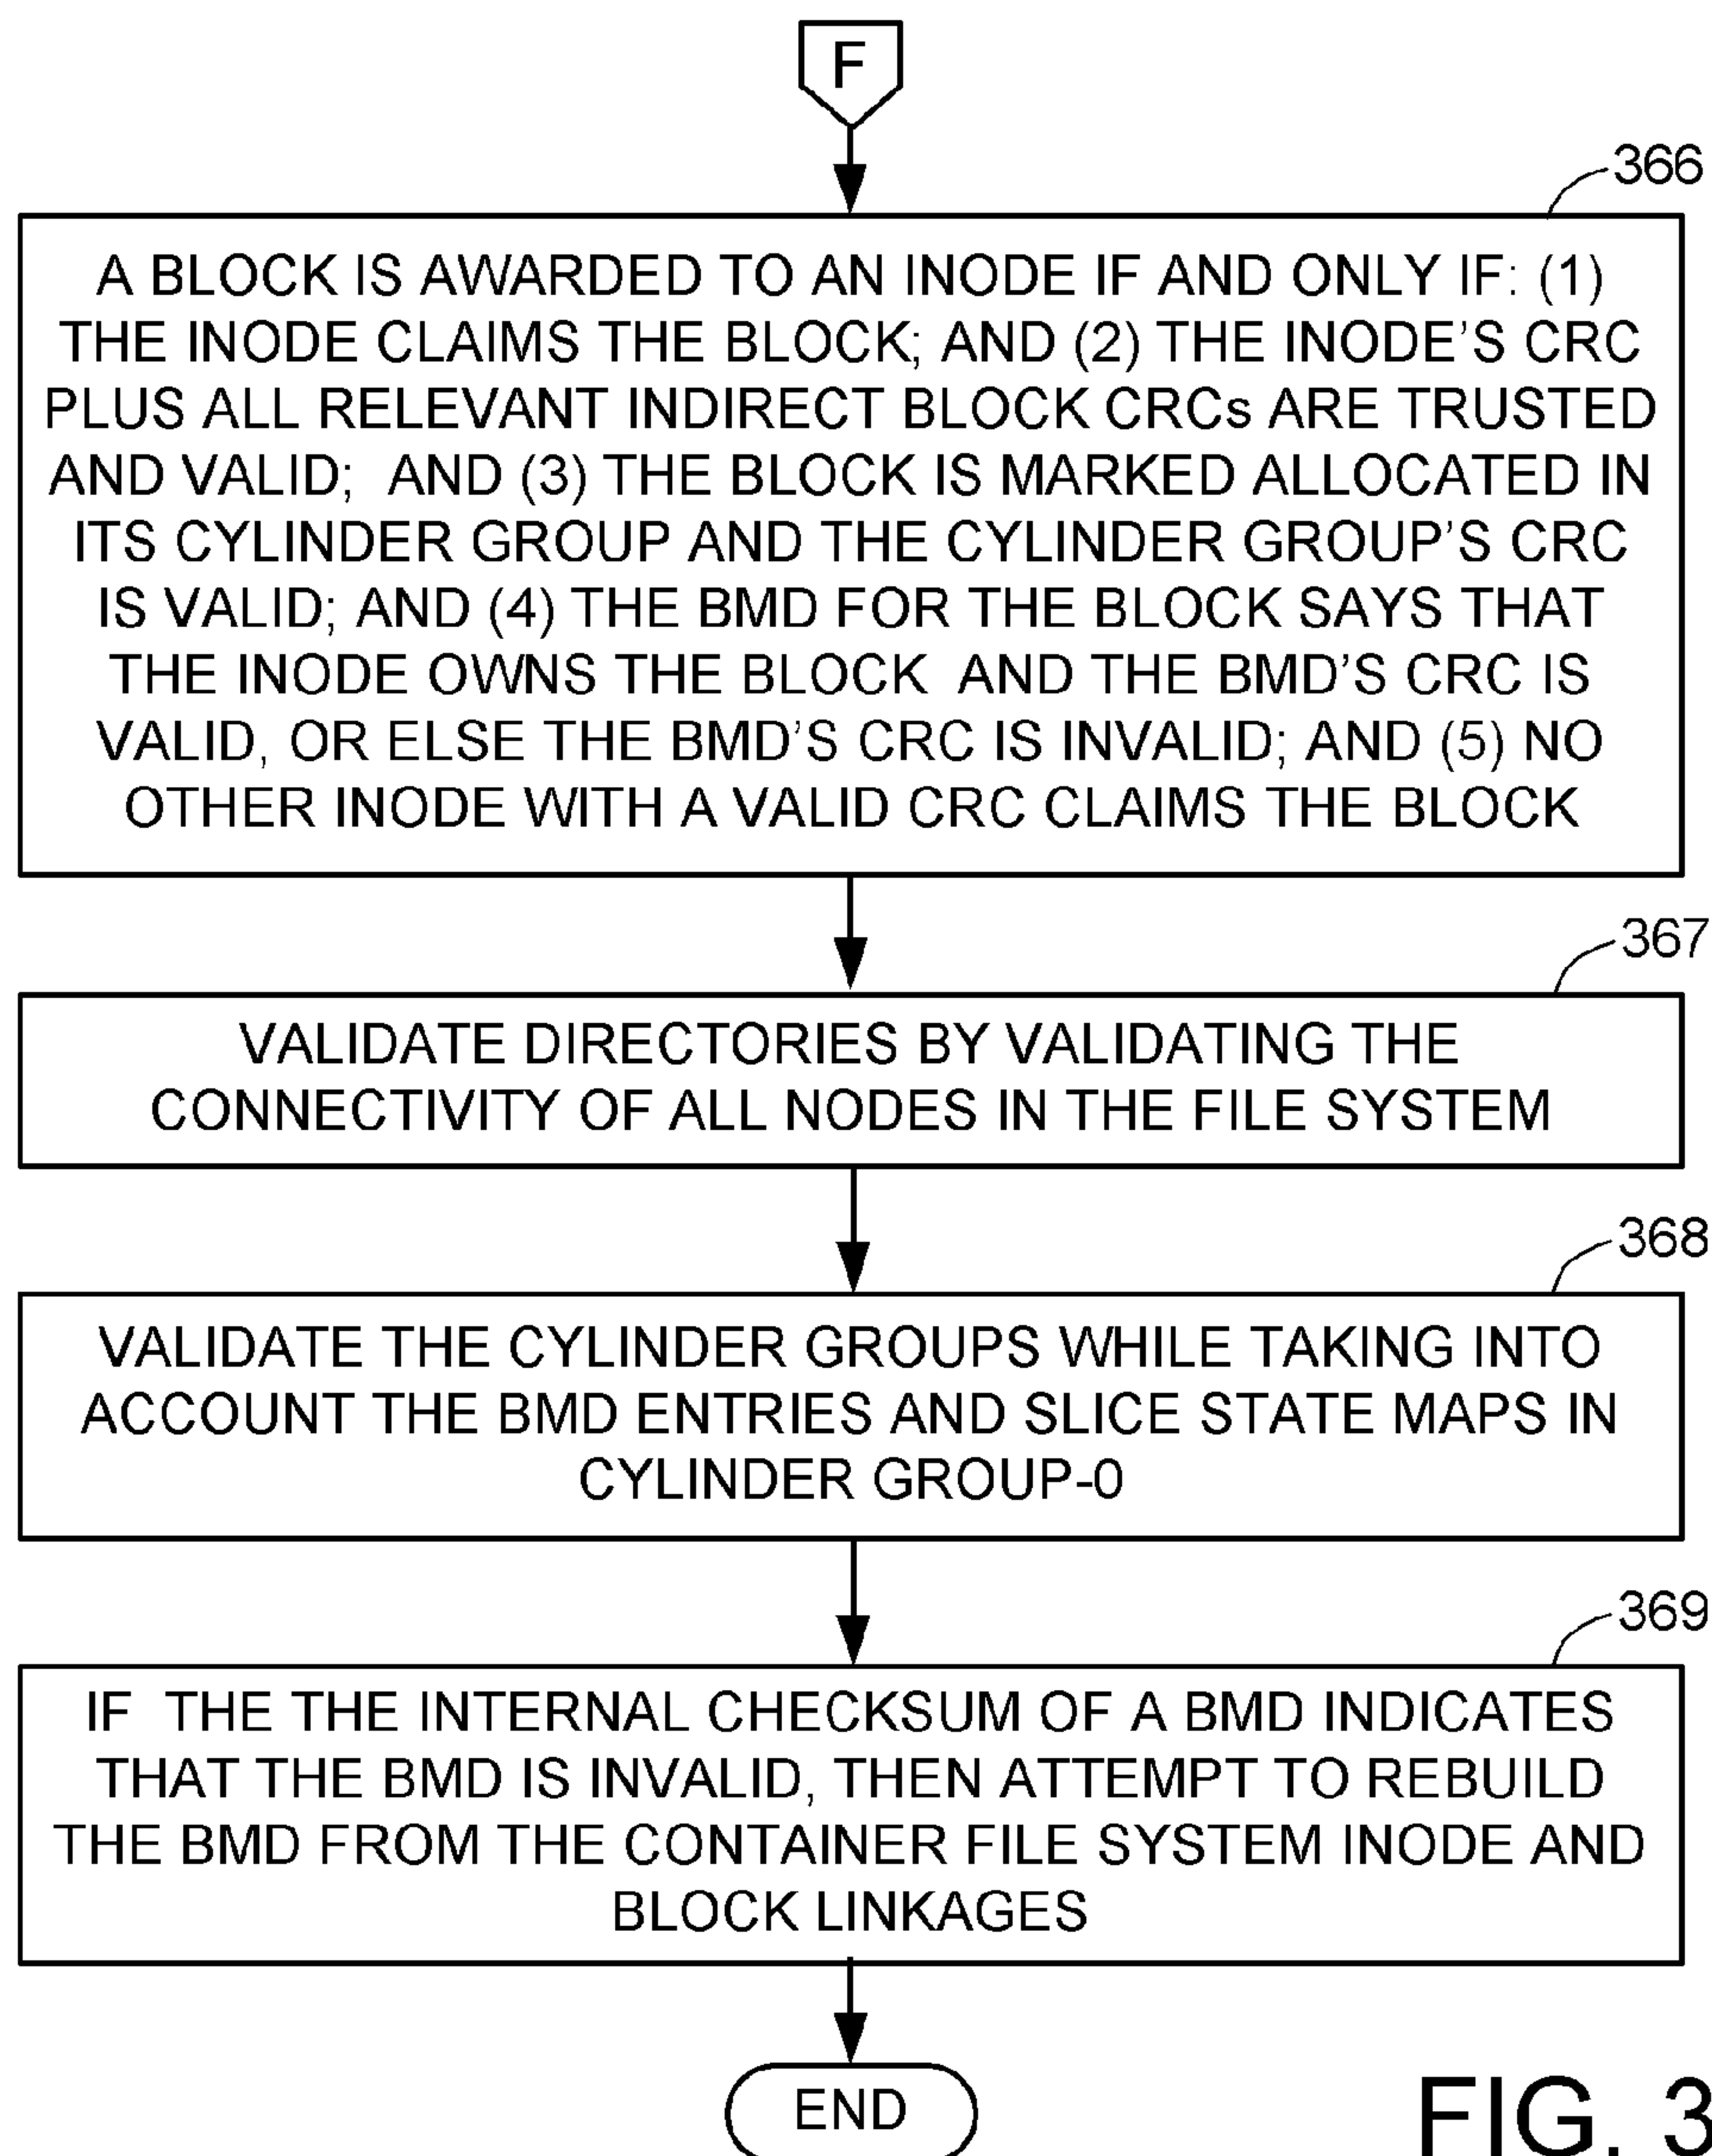 F
366
A BLOCK IS AWARDED TO AN INODE IF AND ONLY IF: (1)
THE INODE CLAIMS THE BLOCK; AND (2) THE INODE'S CRC
PLUS ALL RELEVANT INDIRECT BLOCK CRCs ARE TRUSTED
AND VALID; AND (3) THE BLOCK IS MARKED ALLOCATED IN
ITS CYLINDER GROUP AND THE CYLINDER GROUP'S CRC
IS VALID; AND (4) THE BMD FOR THE BLOCK SAYS THAT
THE INODE OWNS THE BLOCK AND THE BMD'S CRC IS
VALID, OR ELSE THE BMD'S CRC IS INVALID; AND (5) NO
OTHER INODE WITH A VALID CRC CLAIMS THE BLOCK
367
VALIDATE DIRECTORIES BY VALIDATING THE
CONNECTIVITY OF ALL NODES IN THE FILE SYSTEM
368
VALIDATE THE CYLINDER GROUPS WHILE TAKING INTO
ACCOUNT THE BMD ENTRIES AND SLICE STATE MAPS IN
CYLINDER GROUP-0
369
IF THE THE INTERNAL CHECKSUM OF A BMD INDICATES
THAT THE BMD IS INVALID, THEN ATTEMPT TO REBUILD
THE BMD FROM THE CONTAINER FILE SYSTEM INODE AND
BLOCK LINKAGES
END
FIG. 3